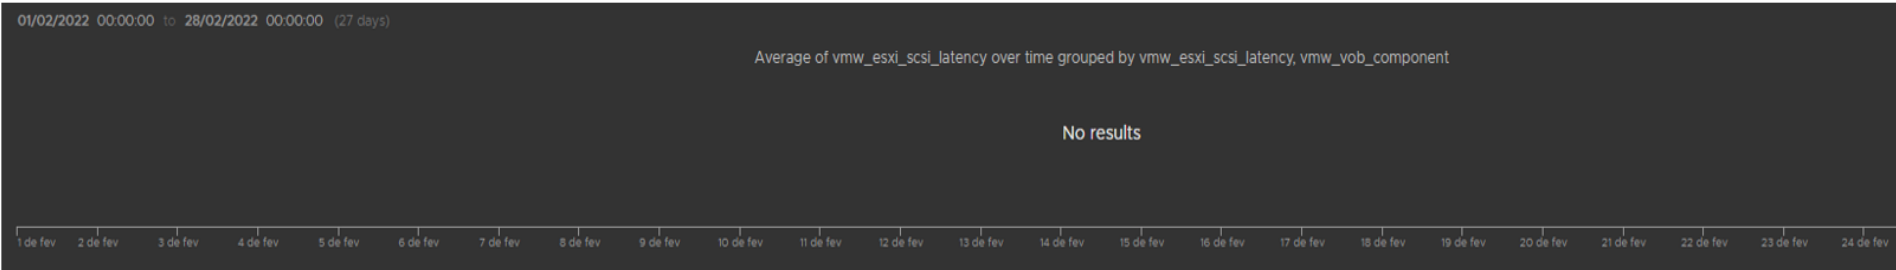 01/02/2022 00:00:00 to 28/02/2022 00:00:00 (27 days)
Average of vmw_esxi_scsi_latency over time grouped by vmw_esxi_scsi_latency, vmw_vob_component
No results
1 de fev 2 de fev 3 de fev 4 de fev 5 de fev 6 de fev 7 de fev 8 de fev 9 de fev 10 de fev 11 de fev 12 de fev 13 de fev 14 de fev 15 de fev 16 de fev 17 de fev 18 de fev 19 de fev 20 de fev 21 de fev 22 de fev 23 de fev 24 de fev